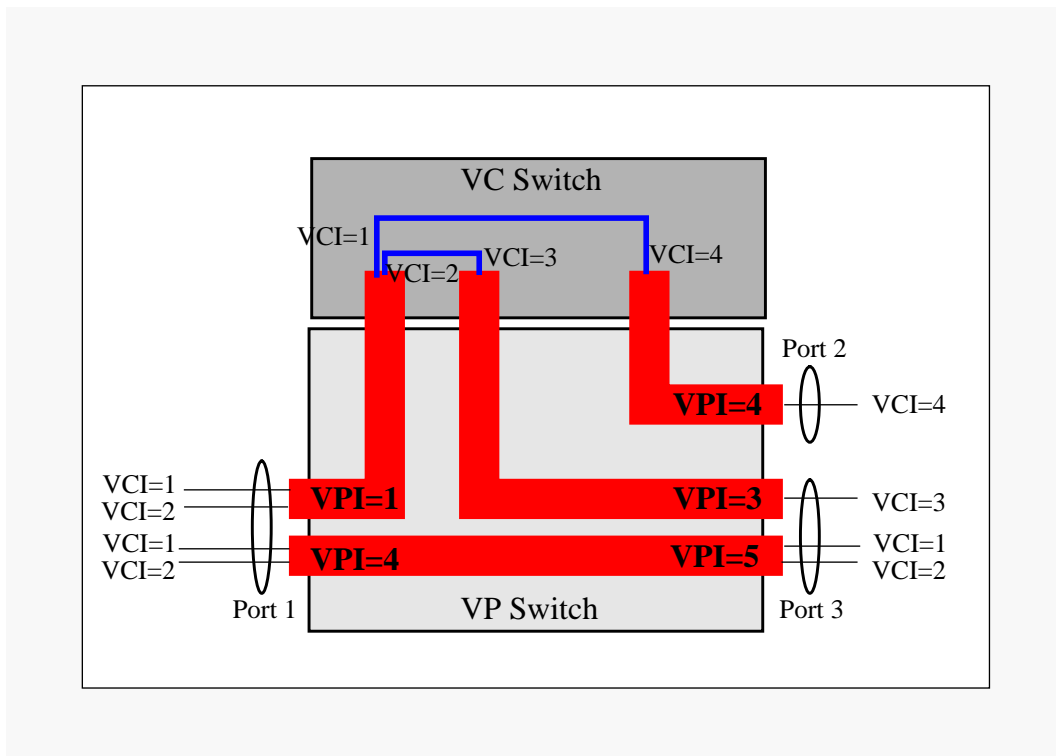 VC Switch
VCI=1
VCI=2
VCI=3
VCI=4
Port 2
VPI=4
VCI=4
VCI=1
VCI=2
VPI=1
VPI=3
VCI=3
VCI=1
VCI=2
VPI=4
VPI=5
VCI=1
VCI=2
Port 1
VP Switch
Port 3